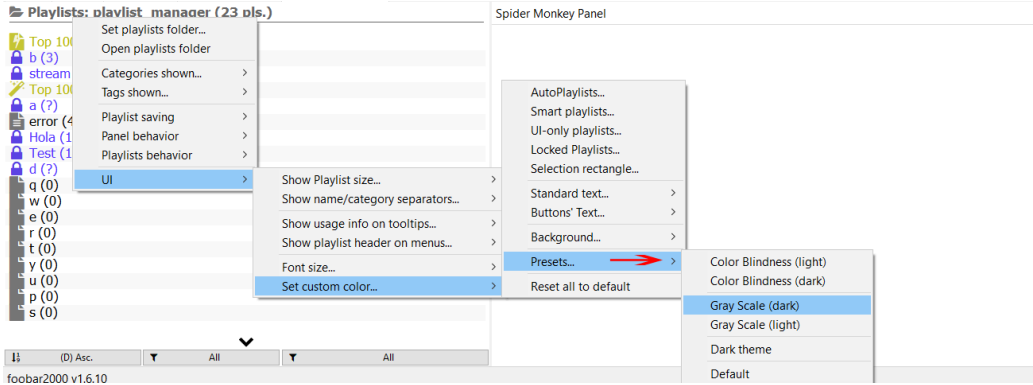 Playlists: playlist_manager (23 pls.)
Spider Monkey Panel
Top 100
b (3)
stream
Top 100
a (?)
error (4
Hola (1
Test (1
d (?)
q (0)
w (0)
e (0)
r (0)
t (0)
y (0)
u (0)
p (0)
s (0)
Set playlists folder...
Open playlists folder
Categories shown...
Tags shown...
Playlist saving
Panel behavior
Playlists behavior
UI
Show Playlist size...
Show name/category separators...
Show usage info on tooltips...
Show playlist header on menus...
Font size...
Set custom color...
AutoPlaylists...
Smart playlists...
UI-only playlists...
Locked Playlists...
Selection rectangle...
Standard text...
Buttons' Text...
Background...
Presets...
Reset all to default
Color Blindness (light)
Color Blindness (dark)
Gray Scale (dark)
Gray Scale (light)
Dark theme
Default
(D) Asc.
All
All
foobar2000 v1.6.10